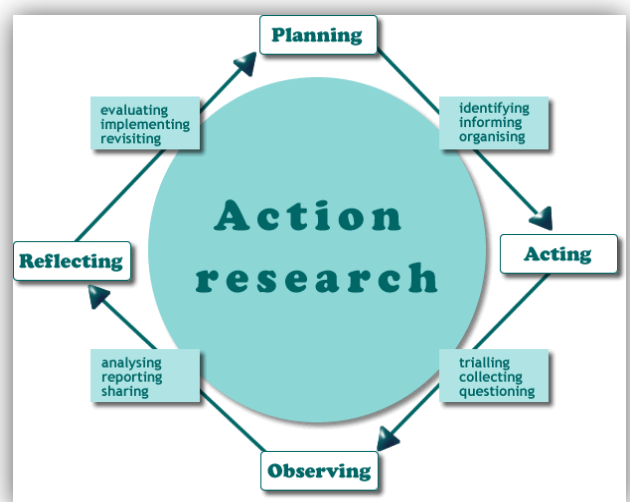 Planning
evaluating
implementing
revisiting
identifying
informing
organising
Action
research
Reflecting
Acting
analysing
reporting
sharing
trialling
collecting
questioning
Observing